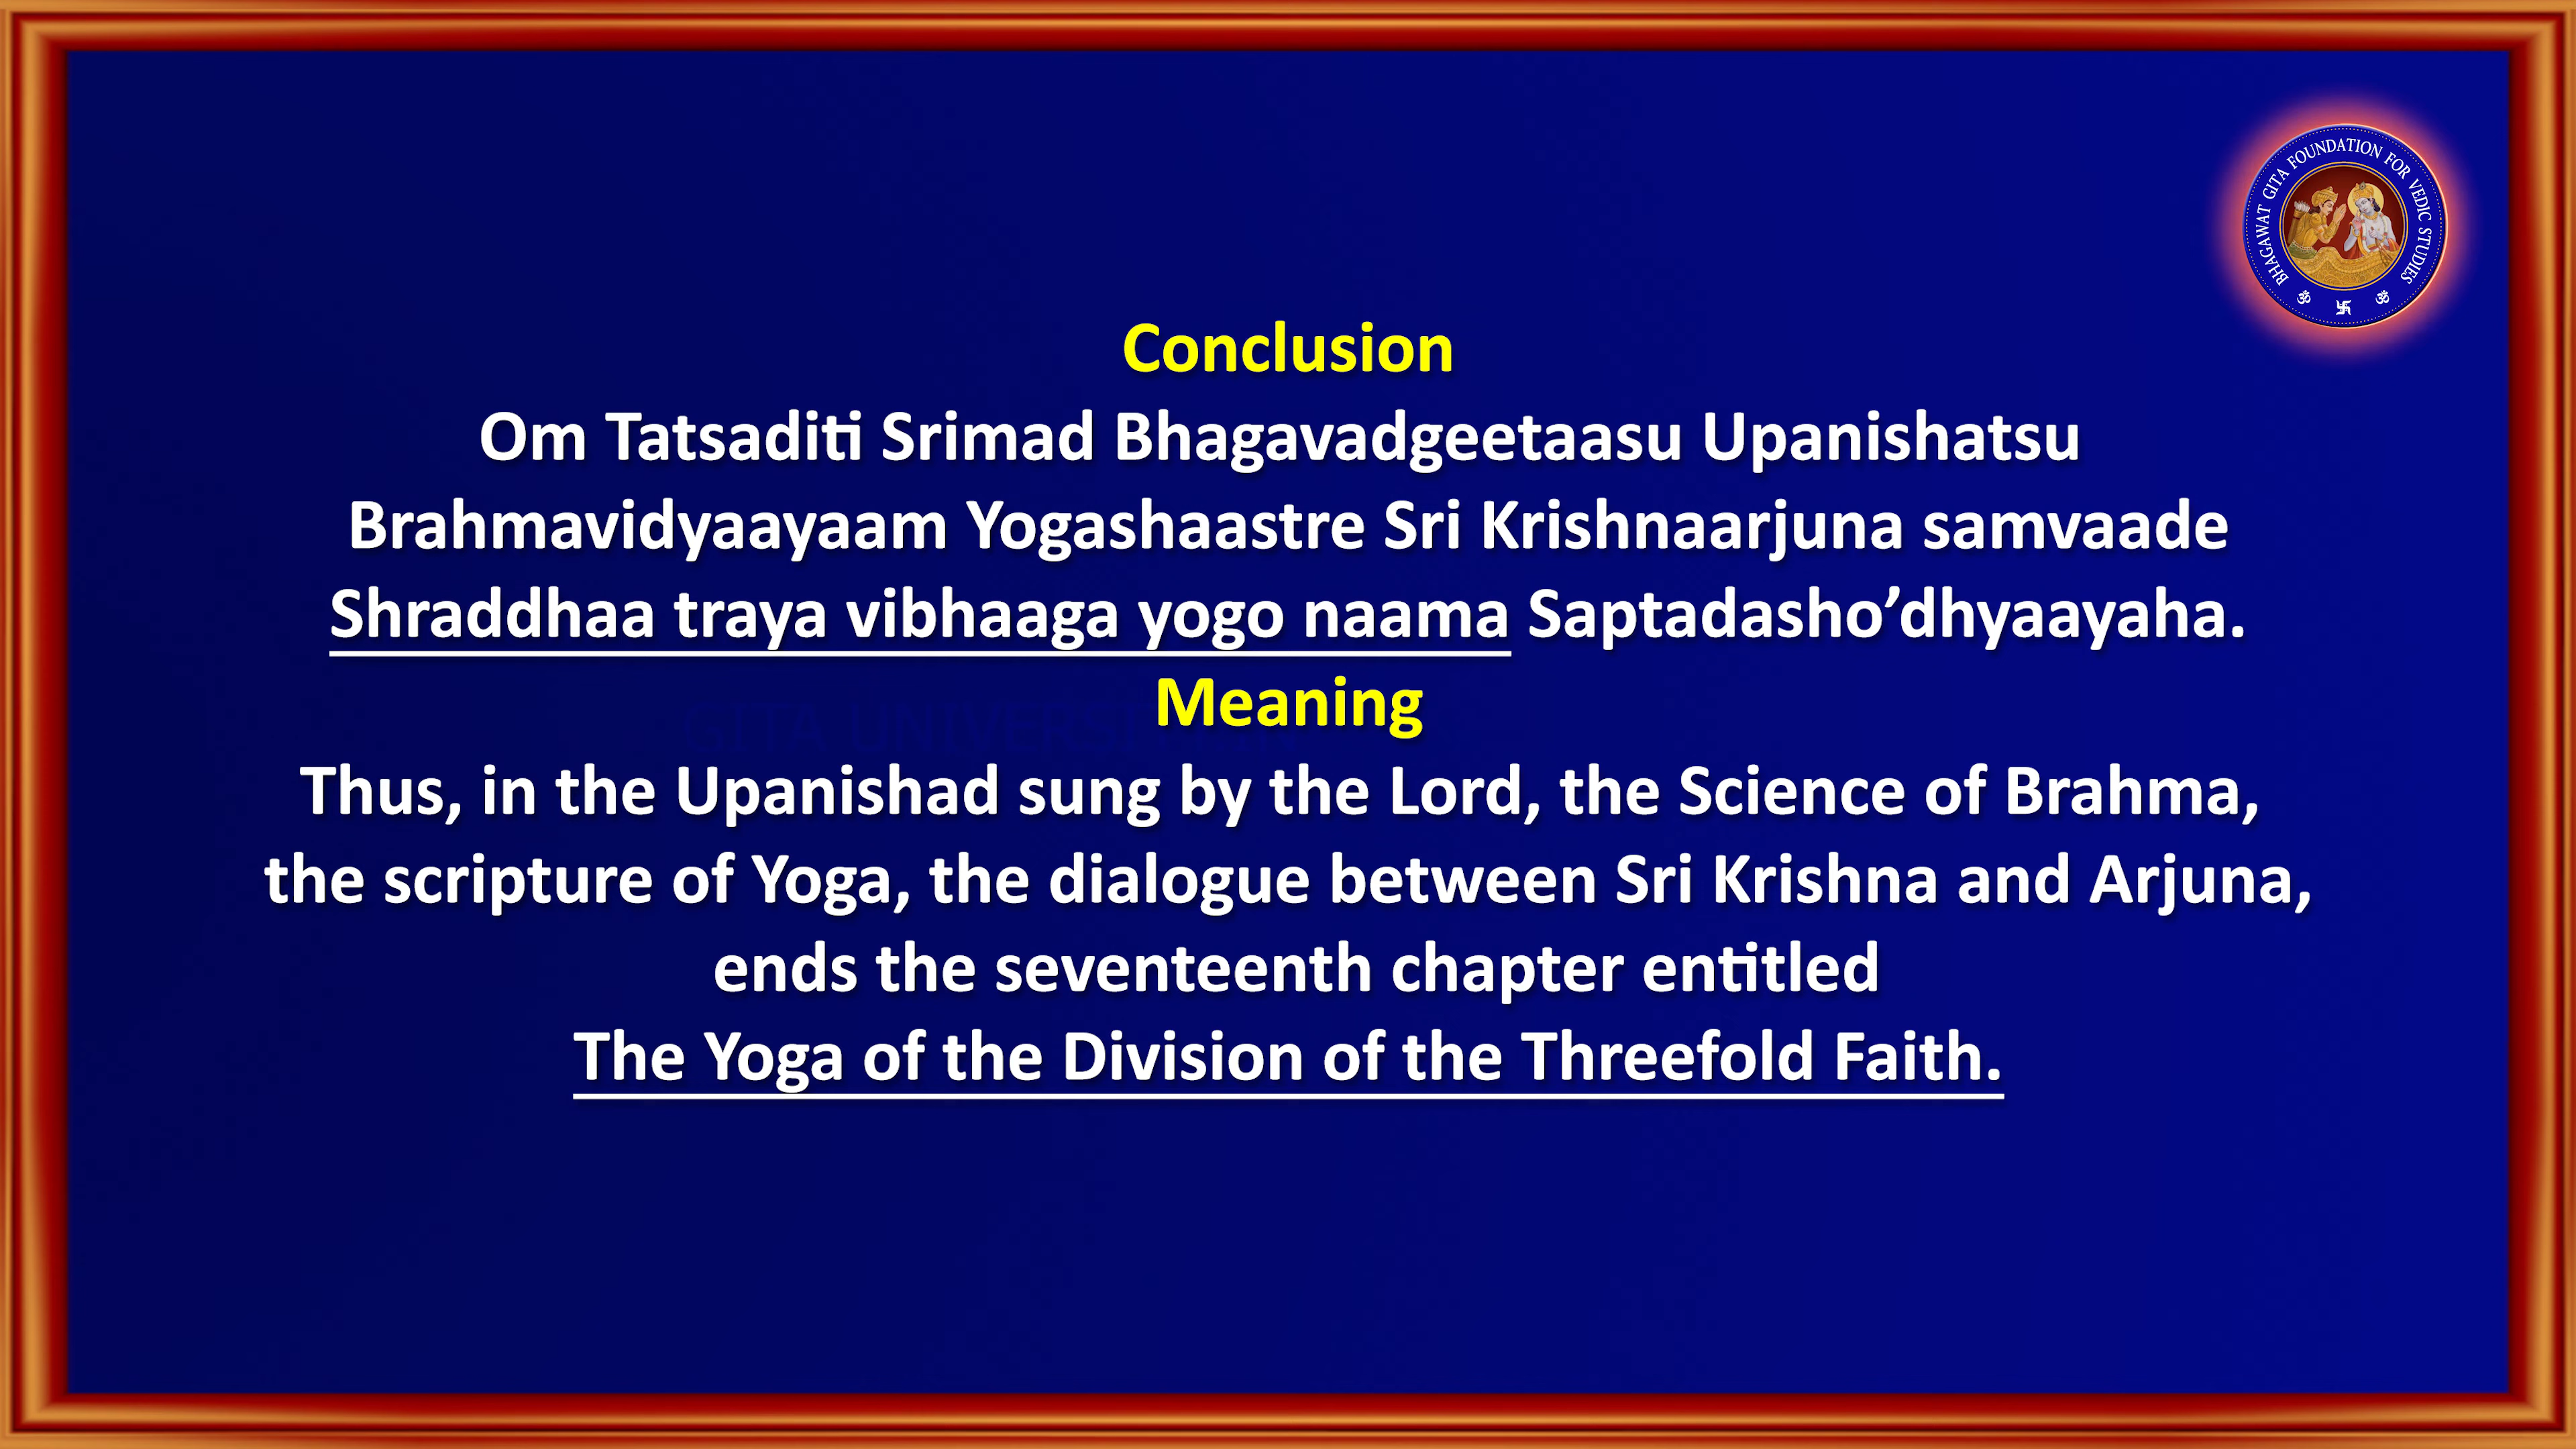 BHAGAWAT GITA FOUNDATION FOR VEDIC STUDIES
ॐ 卐 ॐ
Conclusion
Om Tatsaditi Srimad Bhagavadgeetaasu Upanishatsu
Brahmavidyaayaam Yogashaastre Sri Krishnaarjuna samvaade
Shraddhaa traya vibhaaga yogo naama Saptadasho’dhyaayaha.
Meaning
Thus, in the Upanishad sung by the Lord, the Science of Brahma,
the scripture of Yoga, the dialogue between Sri Krishna and Arjuna,
ends the seventeenth chapter entitled
The Yoga of the Division of the Threefold Faith.